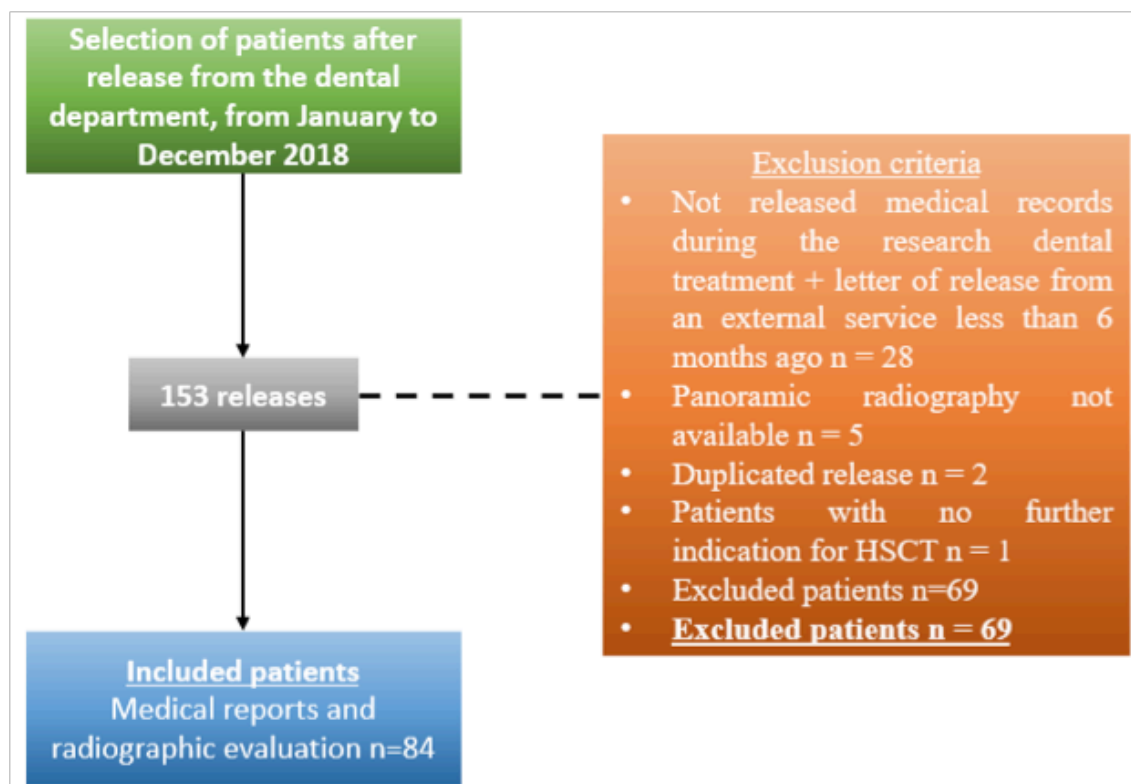 Selection of patients after
release from the dental
department, from January to
December 2018
153 releases
Exclusion criteria
• Not released medical records
during the research dental
treatment + letter of release from
an external service less than 6
months ago n = 28
• Panoramic radiography not
available n = 5
• Duplicated release n = 2
• Patients with no further
indication for HSCT n = 1
• Excluded patients n=69
• Excluded patients n = 69
Included patients
Medical reports and
radiographic evaluation n=84